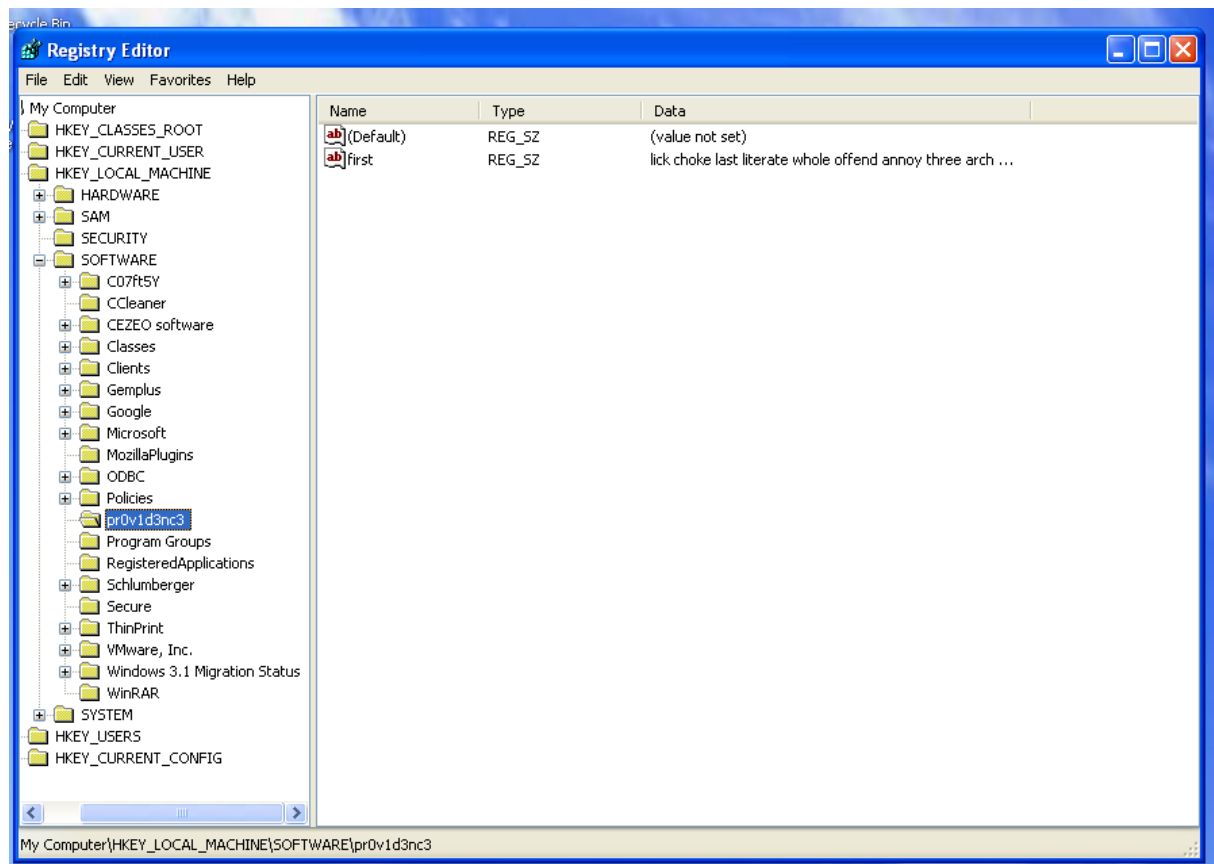 ecycle Bin
Registry Editor
File Edit View Favorites Help
My Computer
HKEY_CLASSES_ROOT
HKEY_CURRENT_USER
HKEY_LOCAL_MACHINE
HARDWARE
SAM
SECURITY
SOFTWARE
C07ft5Y
CCleaner
CEZEO software
Classes
Clients
Gemplus
Google
Microsoft
MozillaPlugins
ODBC
Policies
pr0v1d3nc3
Program Groups
RegisteredApplications
Schlumberger
Secure
ThinPrint
VMware, Inc.
Windows 3.1 Migration Status
WinRAR
SYSTEM
HKEY_USERS
HKEY_CURRENT_CONFIG
Name Type Data
(Default) REG_SZ (value not set)
first REG_SZ lick choke last literate whole offend annoy three arch ...
My Computer\HKEY_LOCAL_MACHINE\SOFTWARE\pr0v1d3nc3